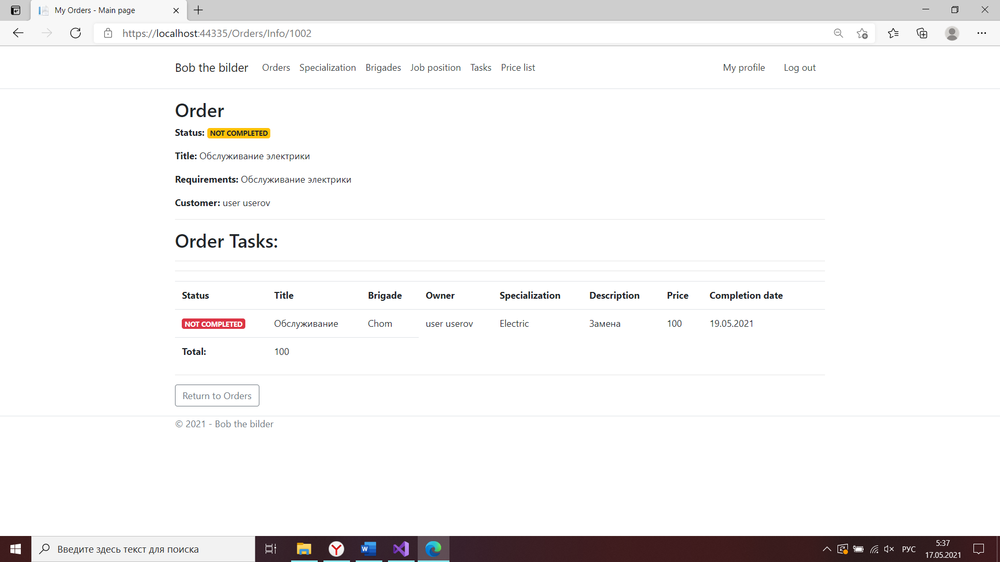 My Orders - Main page
https://localhost:44335/Orders/Info/1002
Bob the bilder Orders Specialization Brigades Job position Tasks Price list My profile Log out
Order
Status: NOT COMPLETED
Title: Обслуживание электрики
Requirements: Обслуживание электрики
Customer: user userov
Order Tasks:
Status Title Brigade Owner Specialization Description Price Completion date
NOT COMPLETED Обслуживание Chom user userov Electric Замена 100 19.05.2021
Total: 100
Return to Orders
© 2021 - Bob the bilder
Введите здесь текст для поиска
РУС
5:37
17.05.2021